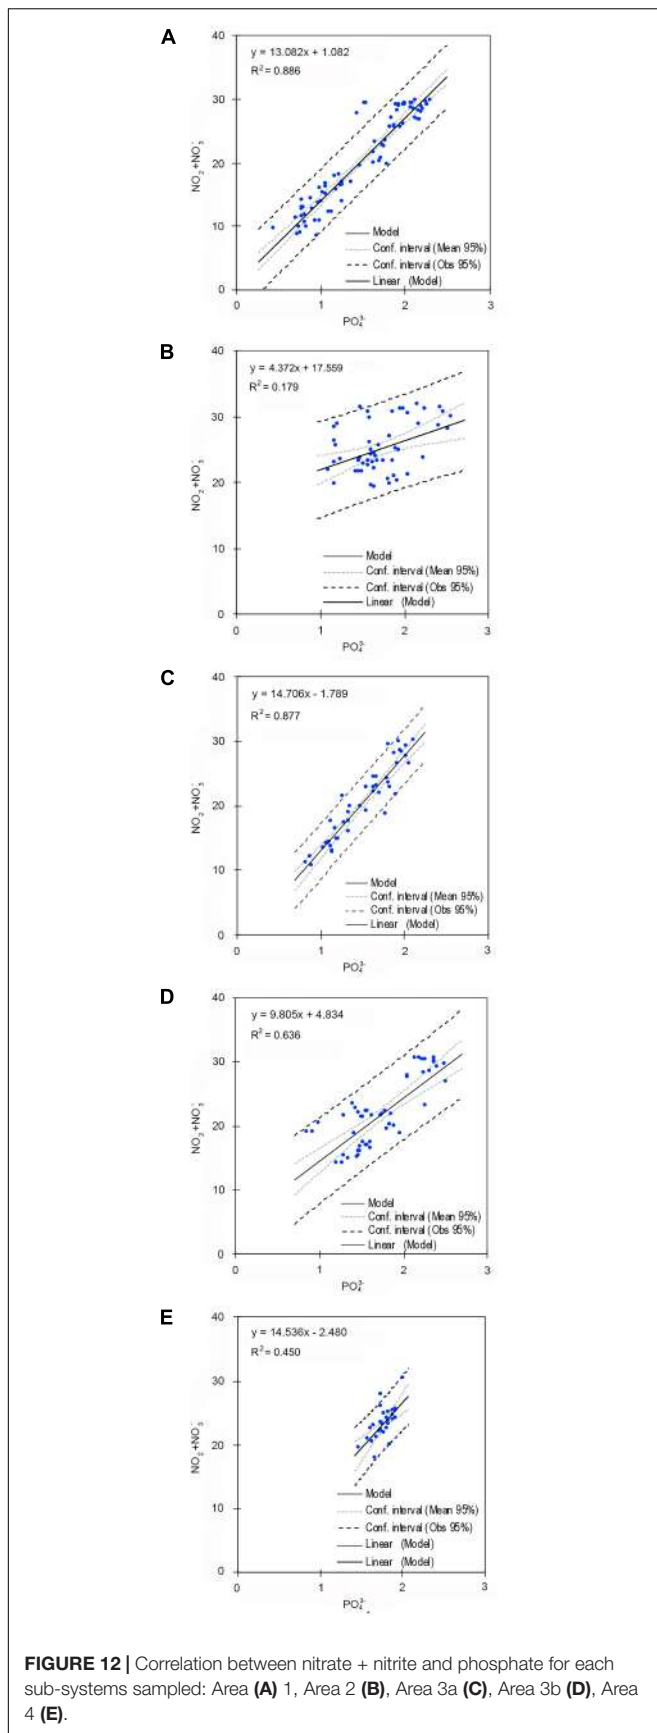 A
y = 13.082x + 1.082
R² = 0.886
40
30
20
10
0
NO₂⁻+NO₃⁻
Model
Conf. interval (Mean 95%)
Conf. interval (Obs 95%)
Linear (Model)
0 1 2 3
PO₄³⁻
B
y = 4.372x + 17.559
R² = 0.179
40
30
20
10
0
NO₂⁻+NO₃⁻
Model
Conf. interval (Mean 95%)
Conf. interval (Obs 95%)
Linear (Model)
0 1 2 3
PO₄³⁻
C
y = 14.706x - 1.789
R² = 0.877
40
30
20
10
0
NO₂⁻+NO₃⁻
Model
Conf. interval (Mean 95%)
Conf. interval (Obs 95%)
Linear (Model)
0 1 2 3
PO₄³⁻
D
y = 9.805x + 4.834
R² = 0.636
40
30
20
10
0
NO₂⁻+NO₃⁻
Model
Conf. interval (Mean 95%)
Conf. interval (Obs 95%)
Linear (Model)
0 1 2 3
PO₄³⁻
E
y = 14.536x - 2.480
R² = 0.450
40
30
20
10
0
NO₂⁻+NO₃⁻
Model
Conf. interval (Mean 95%)
Conf. interval (Obs 95%)
Linear (Model)
Linear (Model)
0 1 2 3
PO₄³⁻
FIGURE 12 | Correlation between nitrate + nitrite and phosphate for each
sub-systems sampled: Area (A) 1, Area 2 (B), Area 3a (C), Area 3b (D), Area
4 (E).